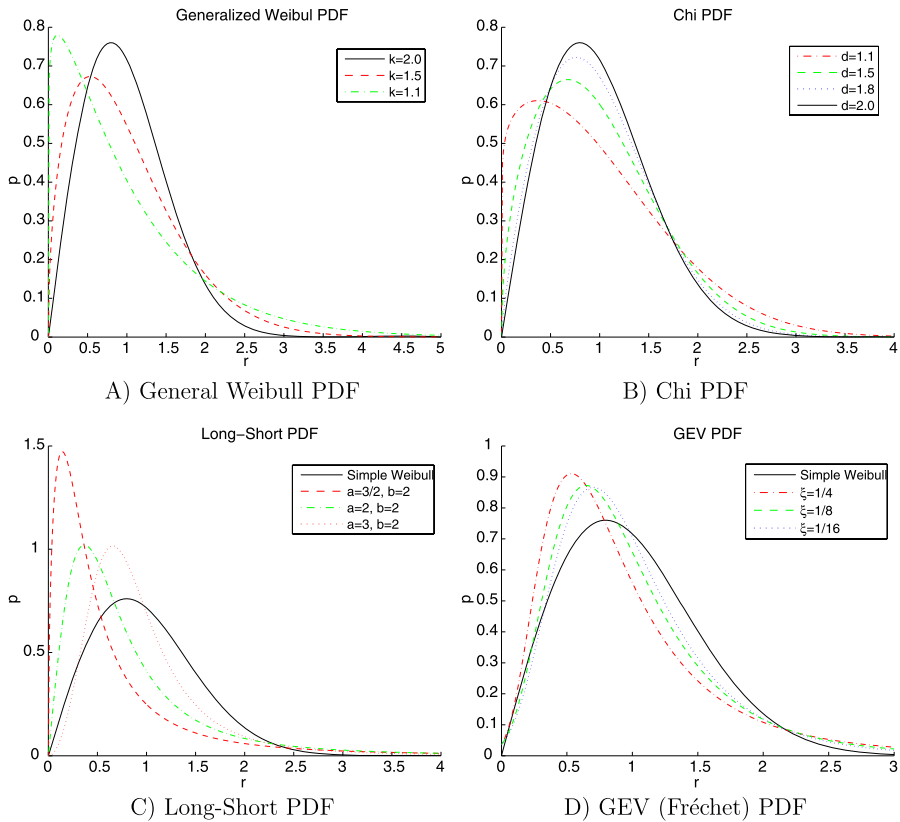 Generalized Weibul PDF
p
0.8
0.7
0.6
0.5
0.4
0.3
0.2
0.1
0
0 0.5 1 1.5 2 2.5 3 3.5 4 4.5 5
r
k=2.0
k=1.5
k=1.1
A) General Weibull PDF
Chi PDF
p
0.8
0.7
0.6
0.5
0.4
0.3
0.2
0.1
0
0 0.5 1 1.5 2 2.5 3 3.5 4
r
d=1.1
d=1.5
d=1.8
d=2.0
B) Chi PDF
Long–Short PDF
p
1.5
1
0.5
0
0 0.5 1 1.5 2 2.5 3 3.5 4
r
Simple Weibull
a=3/2, b=2
a=2, b=2
a=3, b=2
C) Long-Short PDF
GEV PDF
p
1
0.9
0.8
0.7
0.6
0.5
0.4
0.3
0.2
0.1
0
0 0.5 1 1.5 2 2.5 3
r
Simple Weibull
ξ=1/4
ξ=1/8
ξ=1/16
D) GEV (Fréchet) PDF